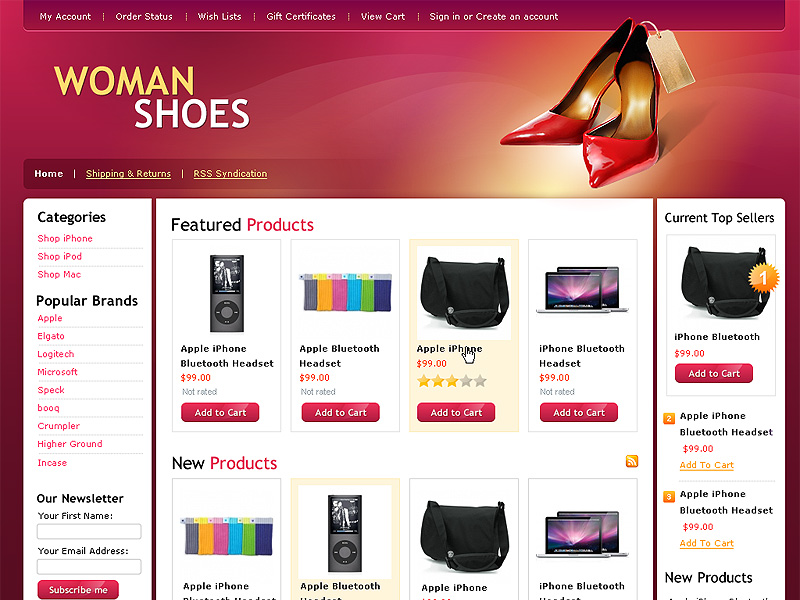 My Account
Order Status
Wish Lists
Gift Certificates
View Cart
Sign in or Create an account
WOMAN
SHOES
Home
Shipping & Returns
RSS Syndication
Categories
Shop iPhone
Shop iPod
Shop Mac
Popular Brands
Apple
Elgato
Logitech
Microsoft
Speck
booq
Crumpler
Higher Ground
Incase
Our Newsletter
Your First Name:
Your Email Address:
Subscribe me
Featured Products
Apple iPhone
Bluetooth Headset
$99.00
Not rated
Add to Cart
Apple Bluetooth
Headset
$99.00
Not rated
Add to Cart
Apple iPhone
$99.00
Add to Cart
iPhone Bluetooth
Headset
$99.00
Not rated
Add to Cart
New Products
Apple iPhone
Bluetooth Headset
Apple Bluetooth
Headset
Apple iPhone
$99.00
iPhone Bluetooth
Headset
Current Top Sellers
1
iPhone Bluetooth
$99.00
Add to Cart
2
Apple iPhone
Bluetooth Headset
$99.00
Add To Cart
3
Apple iPhone
Bluetooth Headset
$99.00
Add To Cart
New Products
Apple iPhone Bluetooth